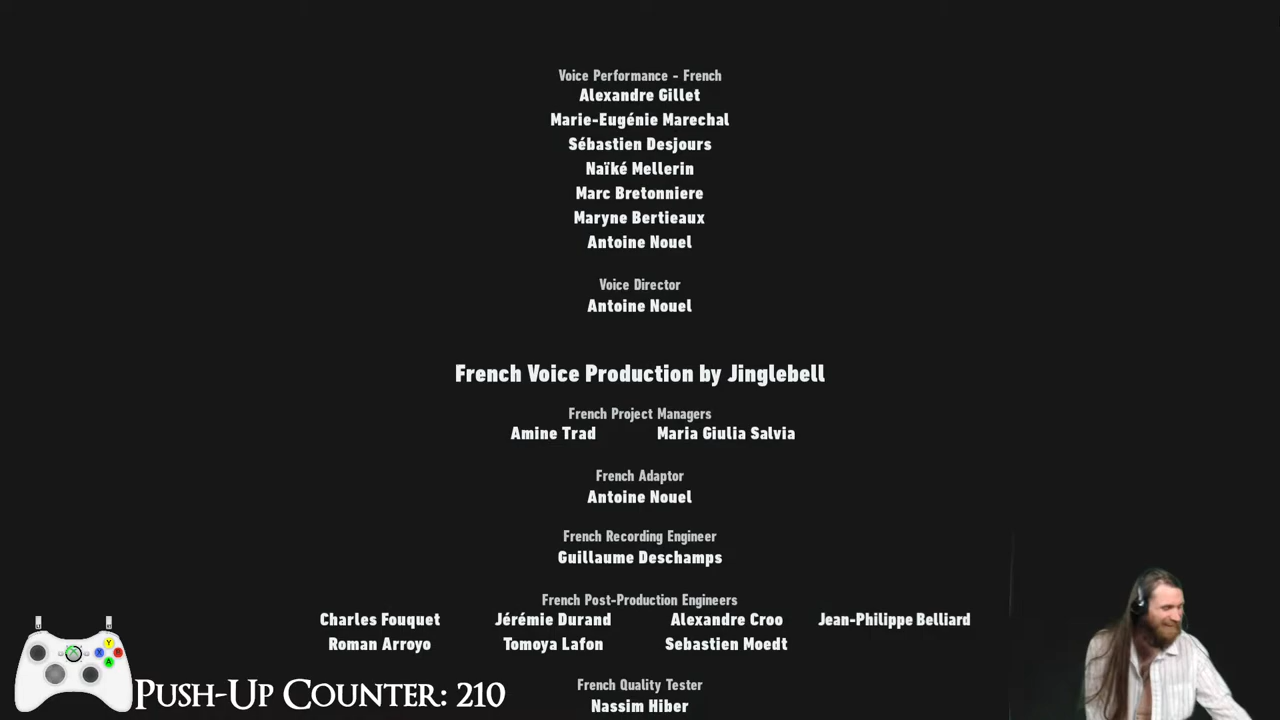 Voice Performance - French
Alexandre Gillet
Marie-Eugénie Marechal
Sébastien Desjours
Naïké Mellerin
Marc Bretonniere
Maryne Bertieaux
Antoine Nouel
Voice Director
Antoine Nouel
French Voice Production by Jinglebell
French Project Managers
Amine Trad Maria Giulia Salvia
French Adaptor
Antoine Nouel
French Recording Engineer
Guillaume Deschamps
French Post-Production Engineers
Charles Fouquet Jérémie Durand Alexandre Croo Jean-Philippe Belliard
Roman Arroyo Tomoya Lafon Sebastien Moedt
French Quality Tester
Nassim Hiber
Y
X B
A
Push-Up Counter: 210